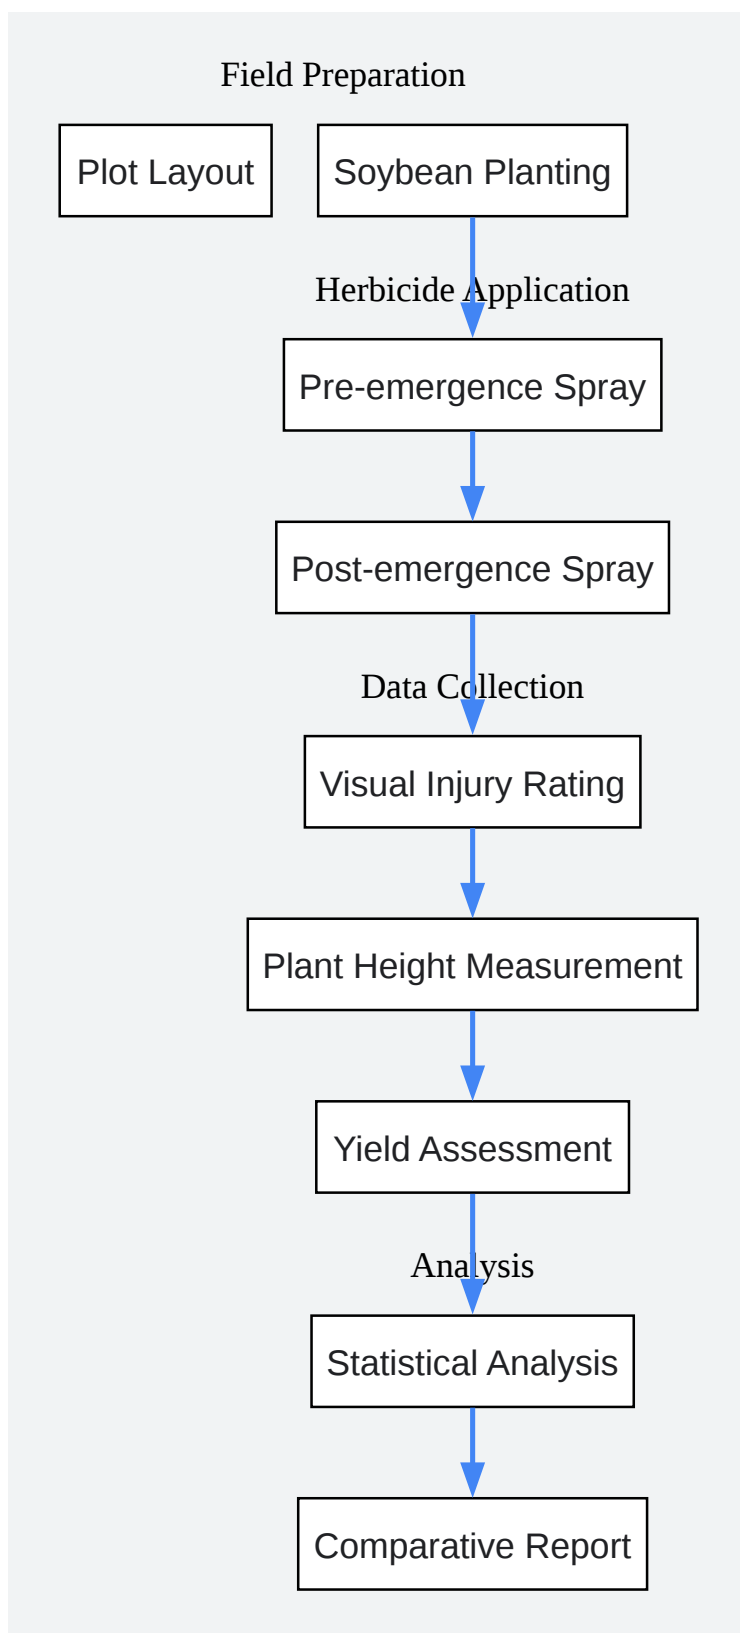 Field Preparation
Plot Layout
Soybean Planting
Herbicide Application
Pre-emergence Spray
Post-emergence Spray
Data Collection
Visual Injury Rating
Plant Height Measurement
Yield Assessment
Analysis
Statistical Analysis
Comparative Report